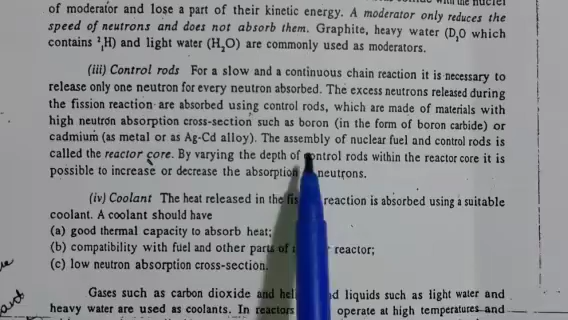 of moderator and lose a part of their kinetic energy. A moderator only reduces the
speed of neutrons and does not absorb them. Graphite, heavy water (D₂O which
contains ²₁H) and light water (H₂O) are commonly used as moderators.
(iii) Control rods For a slow and a continuous chain reaction it is necessary to
release only one neutron for every neutron absorbed. The excess neutrons released during
the fission reaction are absorbed using control rods, which are made of materials with
high neutron absorption cross-section such as boron (in the form of boron carbide) or
cadmium (as metal or as Ag-Cd alloy). The assembly of nuclear fuel and control rods is
called the reactor core. By varying the depth of control rods within the reactor core it is
possible to increase or decrease the absorption neutrons.
(iv) Coolant The heat released in the reaction is absorbed using a suitable
coolant. A coolant should have
(a) good thermal capacity to absorb heat;
(b) compatibility with fuel and other parts of reactor;
(c) low neutron absorption cross-section.
Gases such as carbon dioxide and liquids such as light water and
heavy water are used as coolants. In reactors operate at high temperatures and